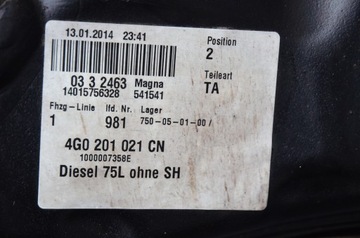 13.01.2014 23:41
Position
2
03 3 2463 Magna
14015756328 541541
Teileart
TA
Fhzg-Linie lfd. Nr. Lager
1 981 750-05-01-00 /
4G0 201 021 CN
1000007358E
Diesel 75L ohne SH